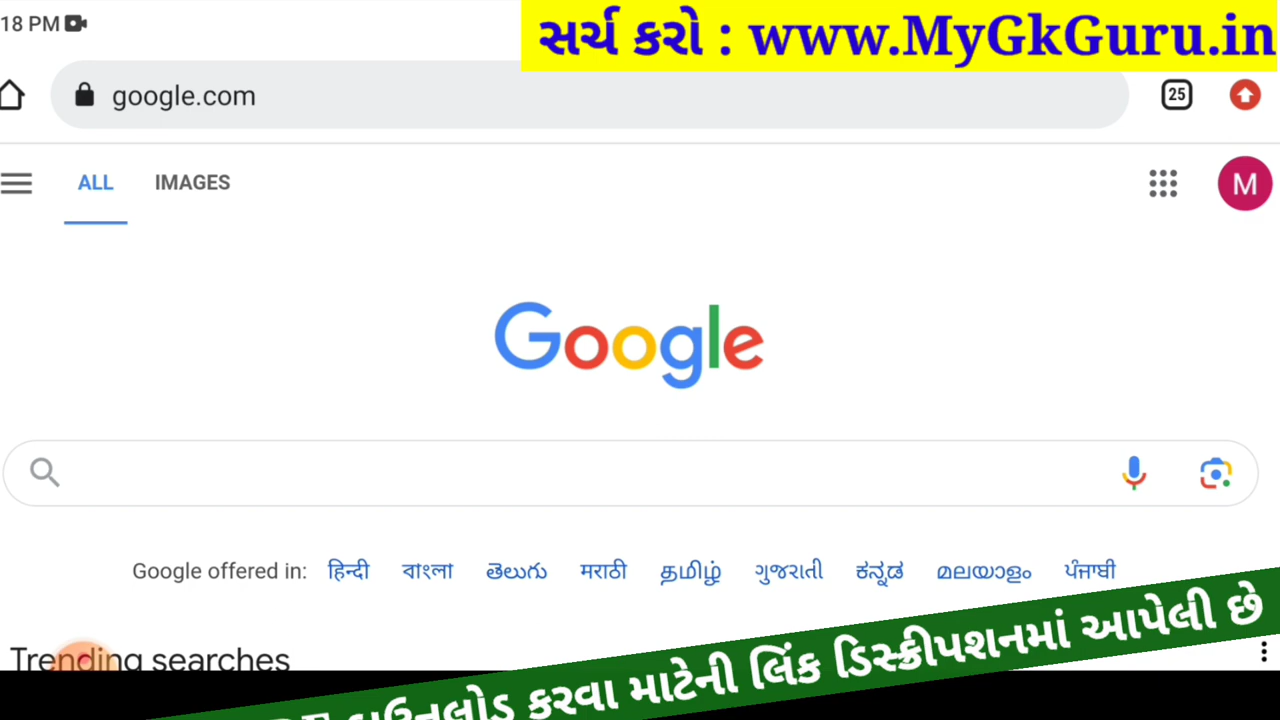 18 PM
સર્ચ કરો : www.MyGkGuru.in
google.com
25
ALL IMAGES
M
Google
Google offered in: हिन्दी বাংলা తెలుగు मराठी தமிழ் ગુજરાતી ಕನ್ನಡ മലയാളം ਪੰਜਾਬੀ
Trending searches
ડાઉનલોડ કરવા માટેની લિંક ડિસ્ક્રીપશનમાં આપેલી છે